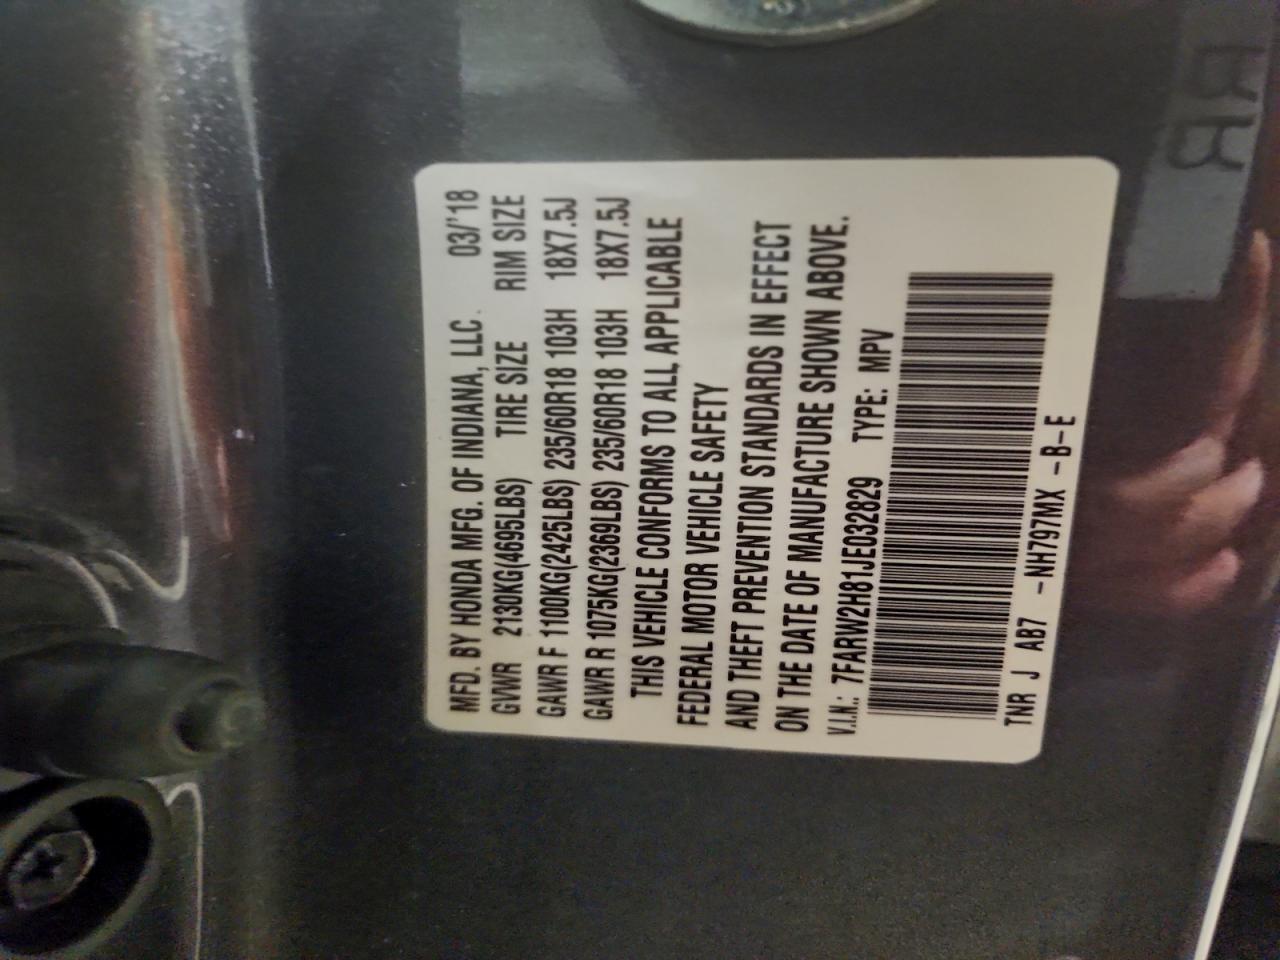 MFD. BY HONDA MFG. OF INDIANA, LLC. 03/'18
GVWR 2130KG(4695LBS) TIRE SIZE RIM SIZE
GAWR F 1100KG(2425LBS) 235/60R18 103H 18X7.5J
GAWR R 1075KG(2369LBS) 235/60R18 103H 18X7.5J
THIS VEHICLE CONFORMS TO ALL APPLICABLE
FEDERAL MOTOR VEHICLE SAFETY
AND THEFT PREVENTION STANDARDS IN EFFECT
ON THE DATE OF MANUFACTURE SHOWN ABOVE.
V.I.N.: 7FARW2H81JE032829 TYPE: MPV
TNR J AB7 -NH797MX -B-E